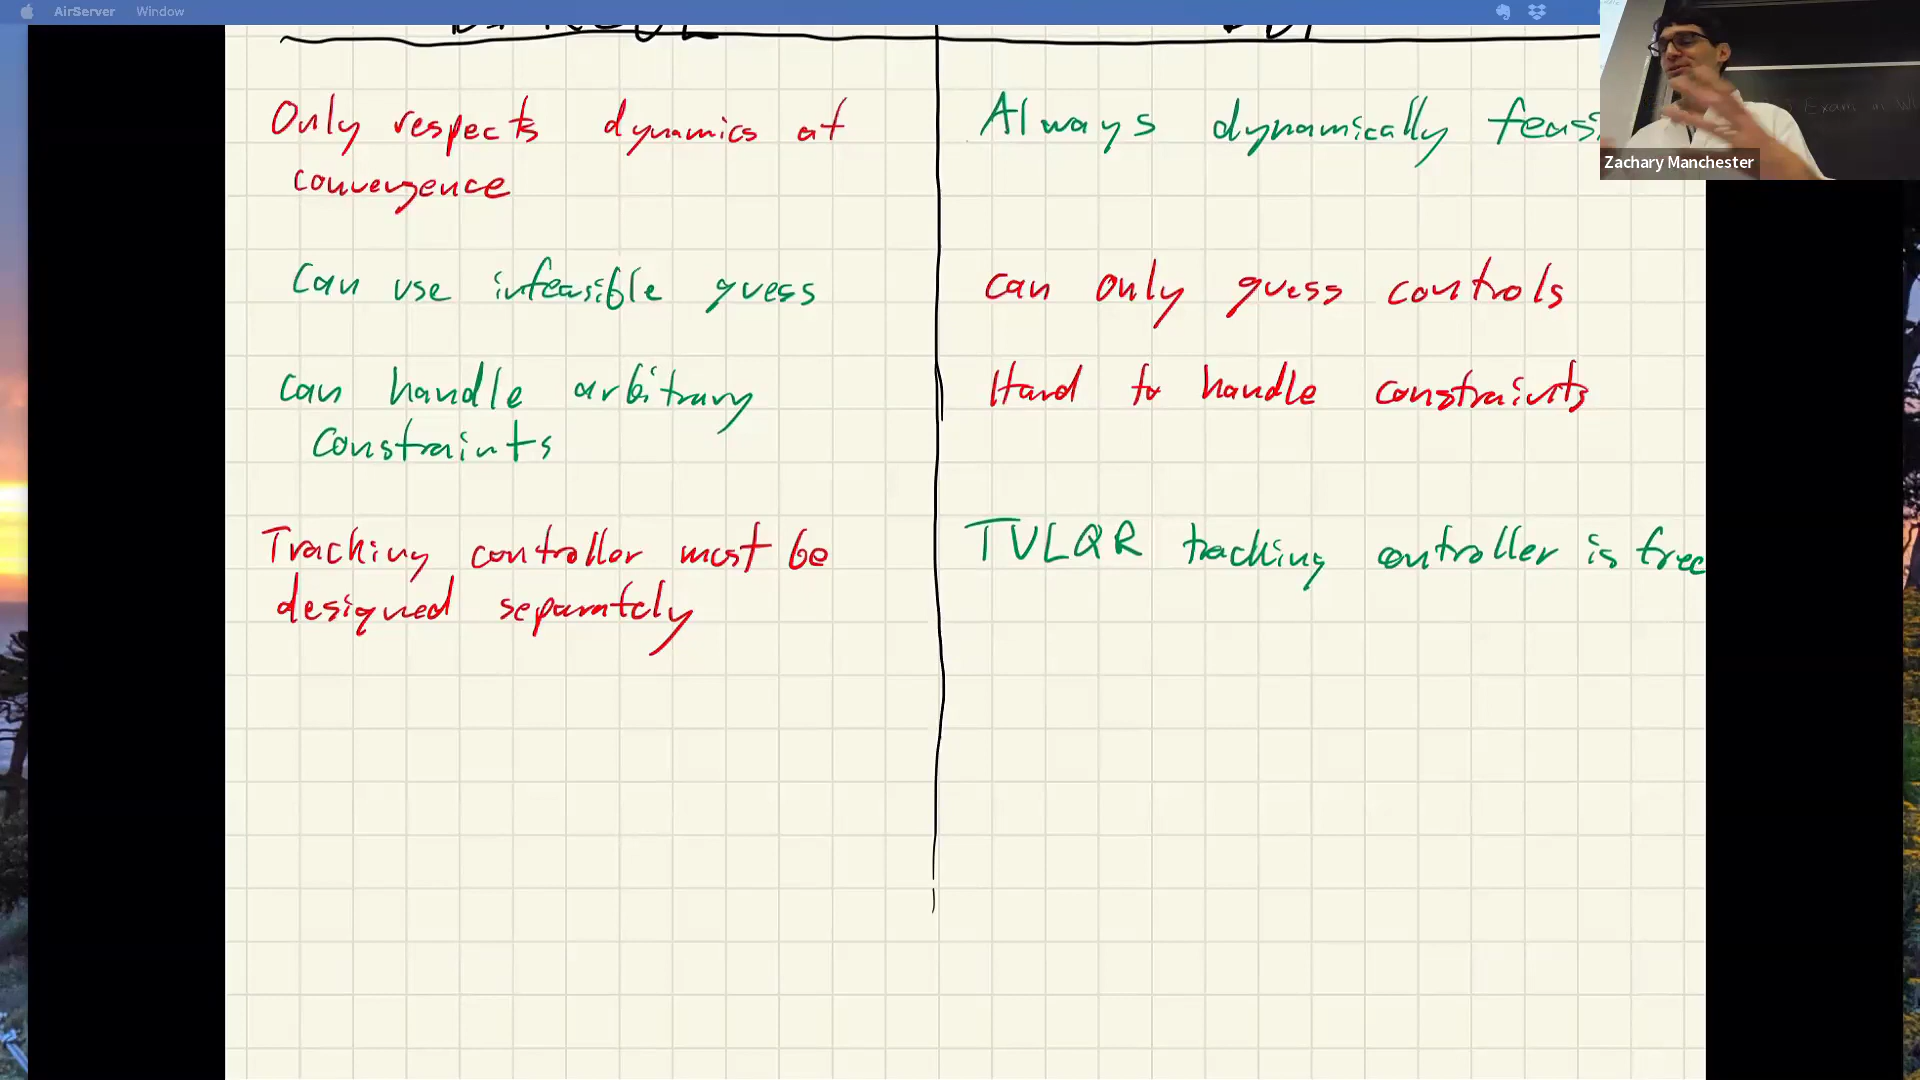 AirServer Window
Only respects dynamics at
convergence
Always dynamically
Zachary Manchester
Exam in
Can use infeasible guess
can only guess controls
can handle arbitrary
constraints
Hard to handle constraints
Tracking controller must be
designed separately
TVLQR tracking controller is free